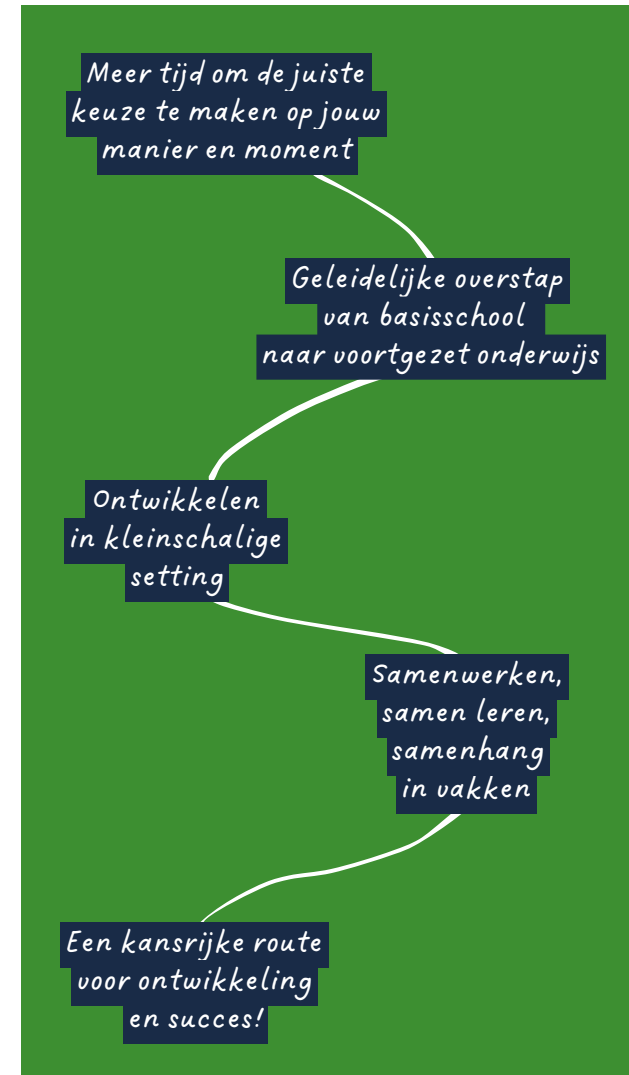 Meer tijd om de juiste
keuze te maken op jouw
manier en moment
Geleidelijke overstap
van basisschool
naar voortgezet onderwijs
Ontwikkelen
in kleinschalige
setting
Samenwerken,
samen leren,
samenhang
in vakken
Een kansrijke route
voor ontwikkeling
en succes!